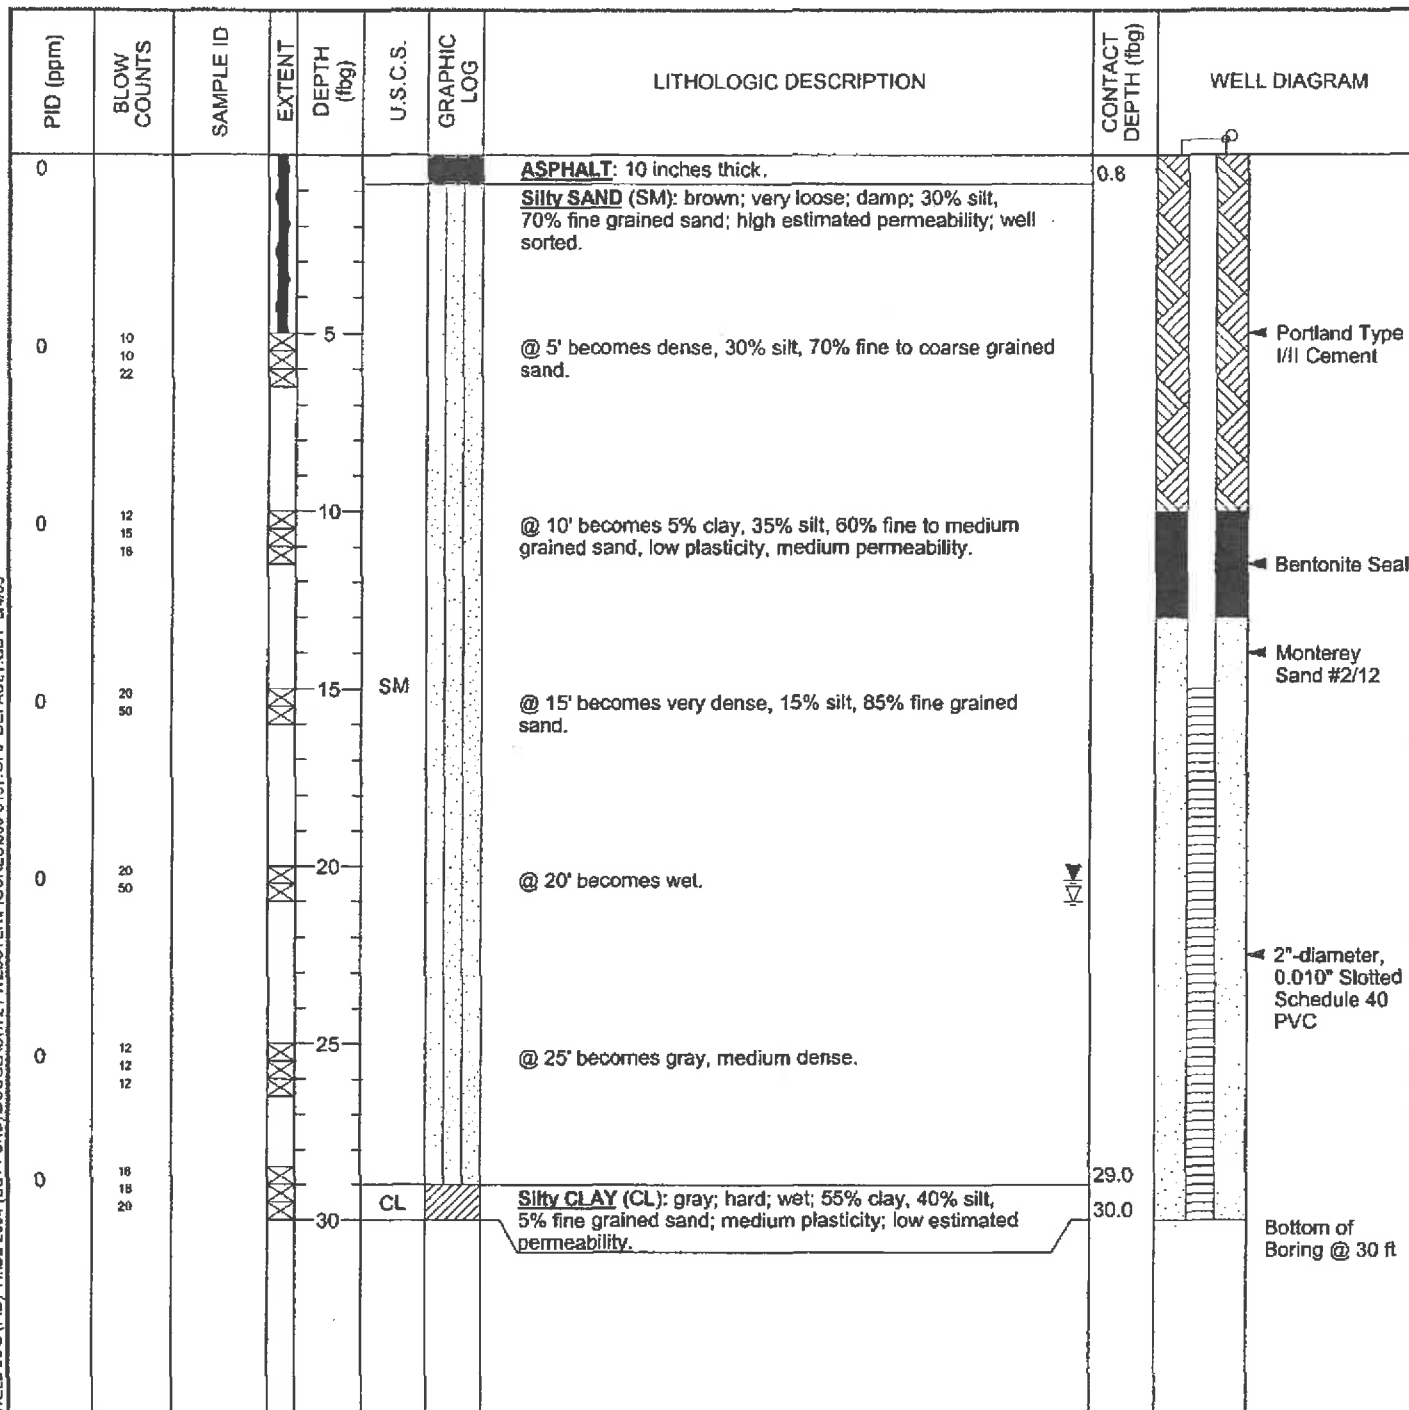 PID (ppm)
BLOW
COUNTS
SAMPLE ID
EXTENT
DEPTH
(fbg)
U.S.C.S.
GRAPHIC
LOG
LITHOLOGIC DESCRIPTION
CONTACT
DEPTH (fbg)
WELL DIAGRAM
0
ASPHALT: 10 inches thick.
0.8
Silty SAND (SM): brown; very loose; damp; 30% silt,
70% fine grained sand; high estimated permeability; well
sorted.
0
10
10
22
5
@ 5' becomes dense, 30% silt, 70% fine to coarse grained
sand.
Portland Type
I/II Cement
0
12
15
18
10
@ 10' becomes 5% clay, 35% silt, 60% fine to medium
grained sand, low plasticity, medium permeability.
Bentonite Seal
Monterey
Sand #2/12
0
20
50
15
SM
@ 15' becomes very dense, 15% silt, 85% fine grained
sand.
0
20
50
20
@ 20' becomes wet.
2"-diameter,
0.010" Slotted
Schedule 40
PVC
0
12
12
12
25
@ 25' becomes gray, medium dense.
0
18
18
20
29.0
CL
Silty CLAY (CL): gray; hard; wet; 55% clay, 40% silt,
5% fine grained sand; medium plasticity; low estimated
permeability.
30
30.0
Bottom of
Boring @ 30 ft